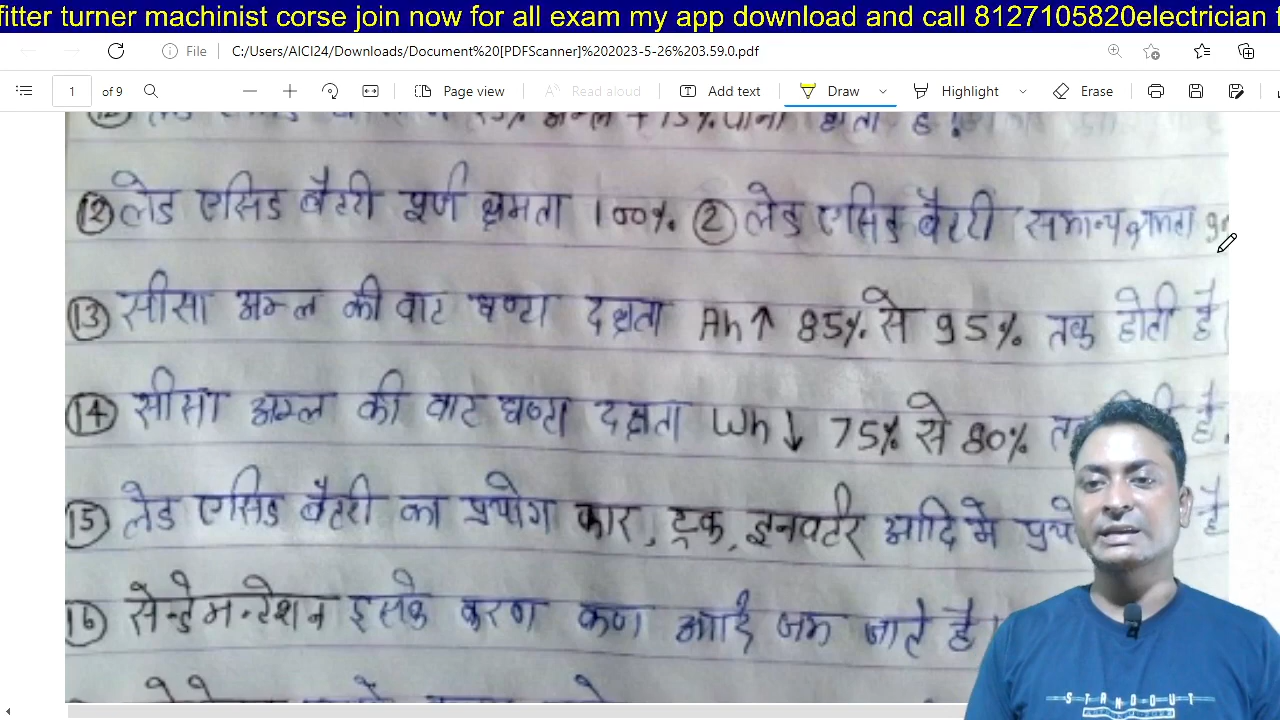 fitter turner machinist corse join now for all exam my app download and call 8127105820electrician
File C:/Users/AICI24/Downloads/Document%20[PDFScanner]%202023-5-26%203.59.0.pdf
1 of 9 Page view Read aloud Add text Draw Highlight Erase
(12) लेड एसिड बैटरी पूर्ण क्षमता 100%. (2) लेड एसिड बैटरी समान्य क्षमता
(13) सीसा अम्ल की वाट घण्टा दक्षता Ah↑ 85% से 95% तक होती है
(14) सीसा अम्ल की वाट घण्टा दक्षता Wh↓ 75% से 80% है.
(15) लेड एसिड बैटरी का प्रयोग कार, ट्रक, इनवर्टर आदि मे है
(16) सेन्डेमन्टेशन इसके करण कण आदि जम जाते है।
STANDOUT